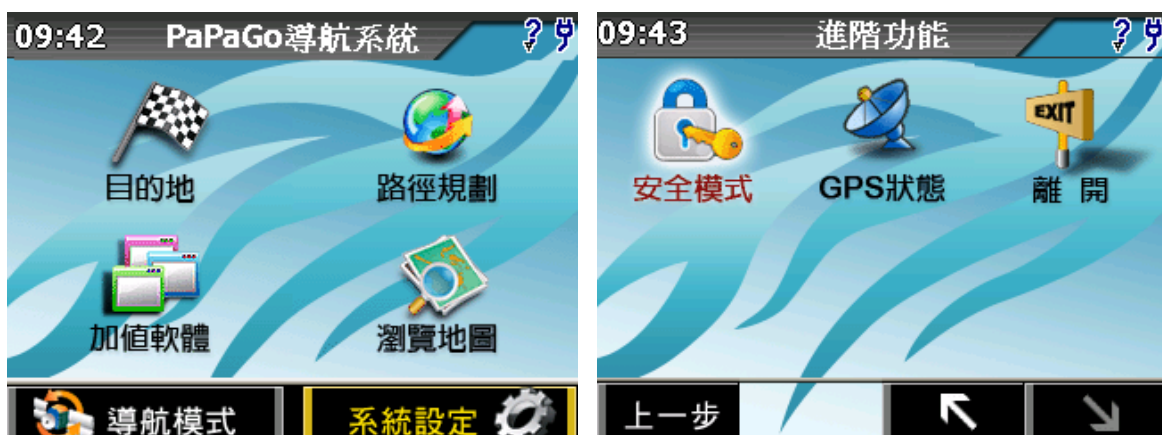 09:42 PaPaGo導航系統
目的地
路徑規劃
加值軟體
瀏覽地圖
導航模式
系統設定
09:43 進階功能
EXIT
安全模式
GPS狀態
離 開
上一步